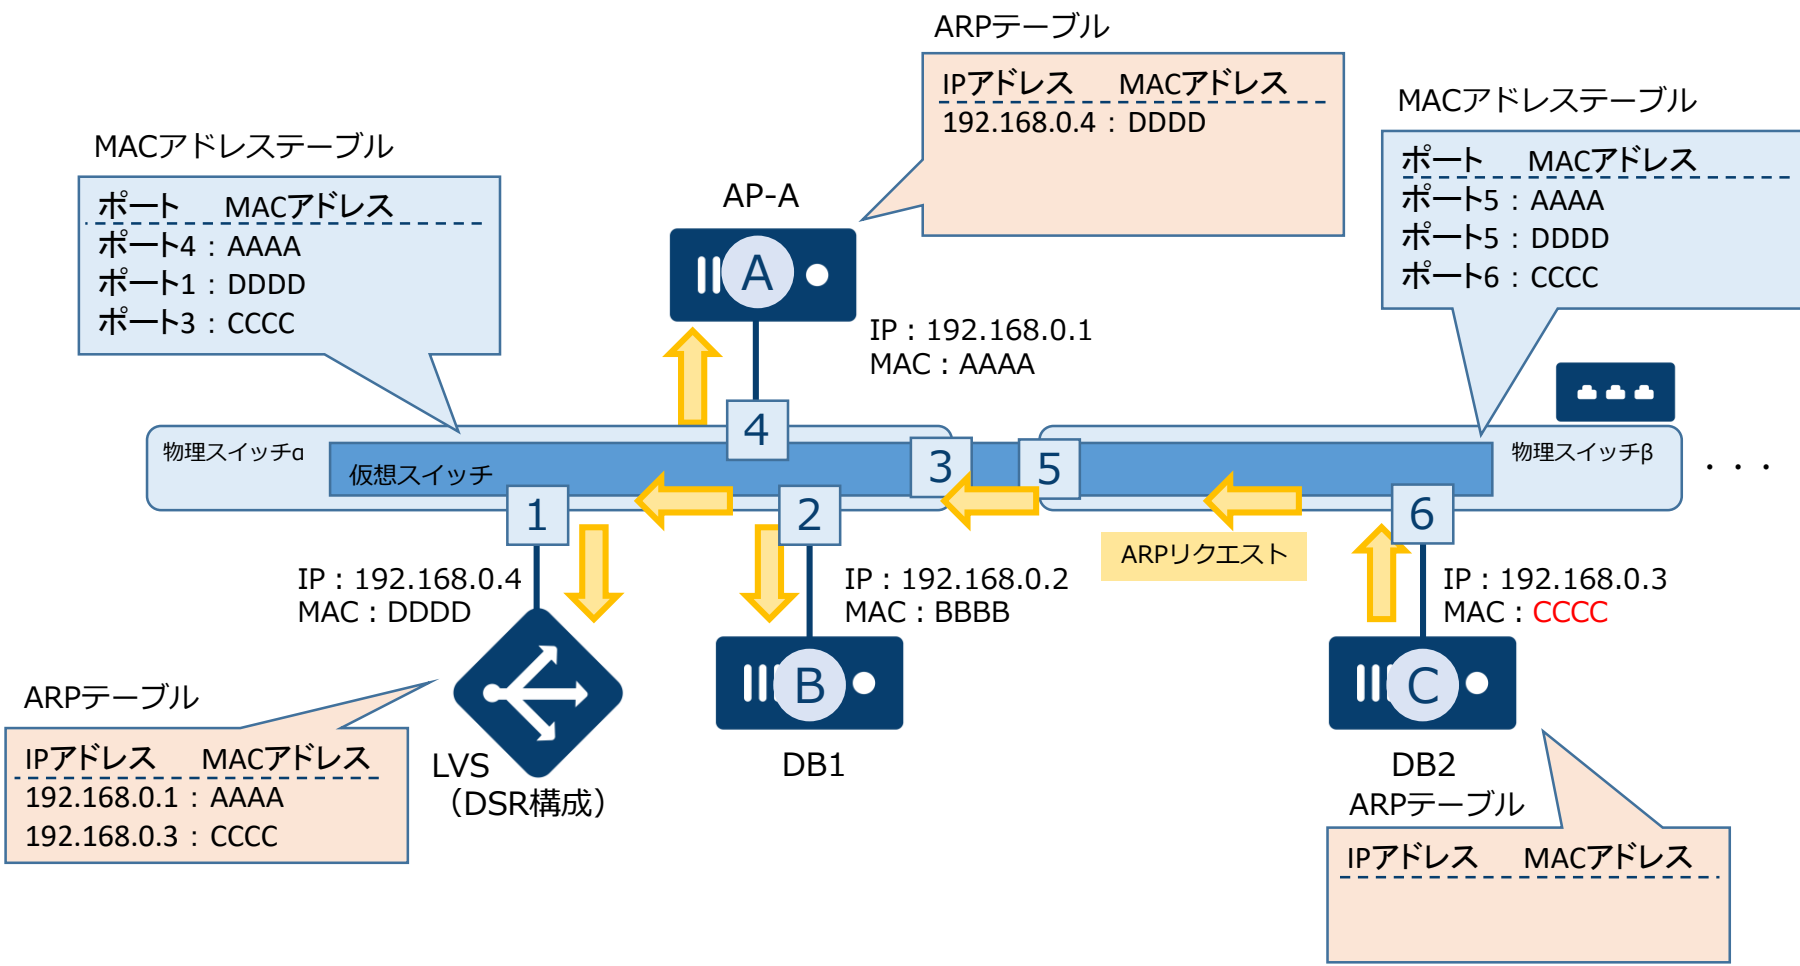 ARPテーブル
IPアドレス MACアドレス
192.168.0.4：DDDD
MACアドレステーブル
ポート MACアドレス
ポート5：AAAA
ポート5：DDDD
ポート6：CCCC
MACアドレステーブル
ポート MACアドレス
ポート4：AAAA
ポート1：DDDD
ポート3：CCCC
AP-A
A
IP：192.168.0.1
MAC：AAAA
物理スイッチα
仮想スイッチ
4
3
5
物理スイッチβ
・・・
1
2
6
ARPリクエスト
IP：192.168.0.4
MAC：DDDD
IP：192.168.0.2
MAC：BBBB
IP：192.168.0.3
MAC：CCCC
B
C
LVS
（DSR構成）
DB1
DB2
ARPテーブル
IPアドレス MACアドレス
192.168.0.1：AAAA
192.168.0.3：CCCC
ARPテーブル
IPアドレス MACアドレス